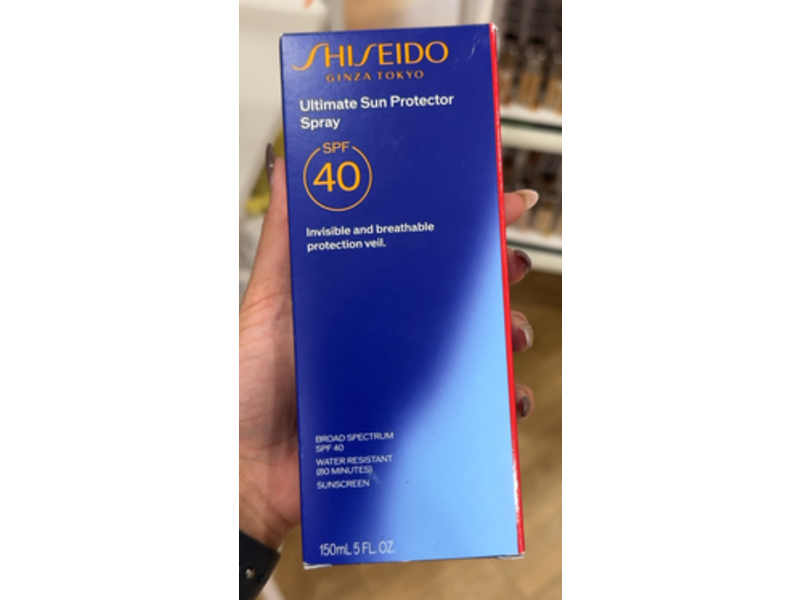 SHISEIDO
GINZA TOKYO
Ultimate Sun Protector
Spray
SPF
40
Invisible and breathable
protection veil.
BROAD SPECTRUM
SPF 40
WATER RESISTANT
(80 MINUTES)
SUNSCREEN
150mL 5 FL. OZ.